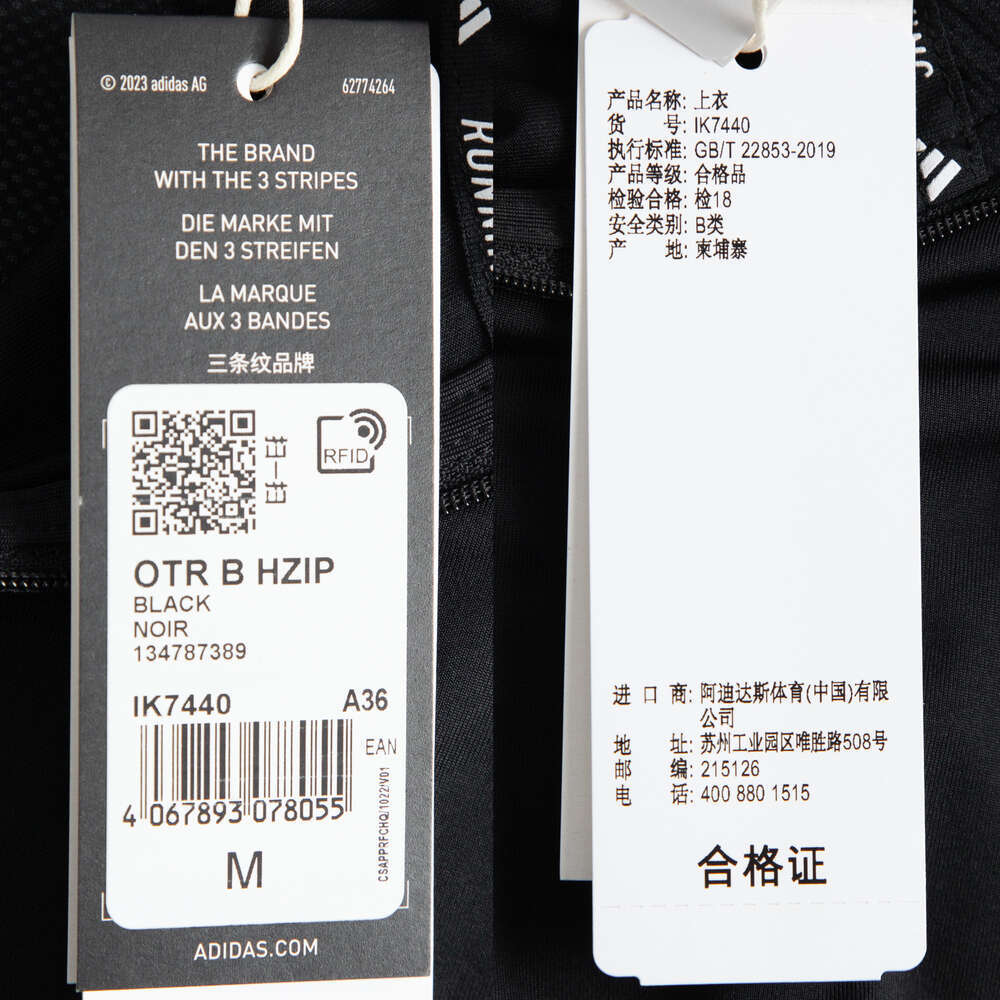 © 2023 adidas AG
62774264
THE BRAND
WITH THE 3 STRIPES
DIE MARKE MIT
DEN 3 STREIFEN
LA MARQUE
AUX 3 BANDES
三条纹品牌
扫一扫
RFID
OTR B HZIP
BLACK
NOIR
134787389
IK7440 A36
EAN
4 067893 078055
CSAPPRFCHQ/1022/V01
M
ADIDAS.COM
产品名称: 上衣
货 号: IK7440
执行标准: GB/T 22853-2019
产品等级: 合格品
检验合格: 检18
安全类别: B类
产 地: 柬埔寨
进 口 商: 阿迪达斯体育(中国)有限
公司
地 址: 苏州工业园区唯胜路508号
邮 编: 215126
电 话: 400 880 1515
合格证